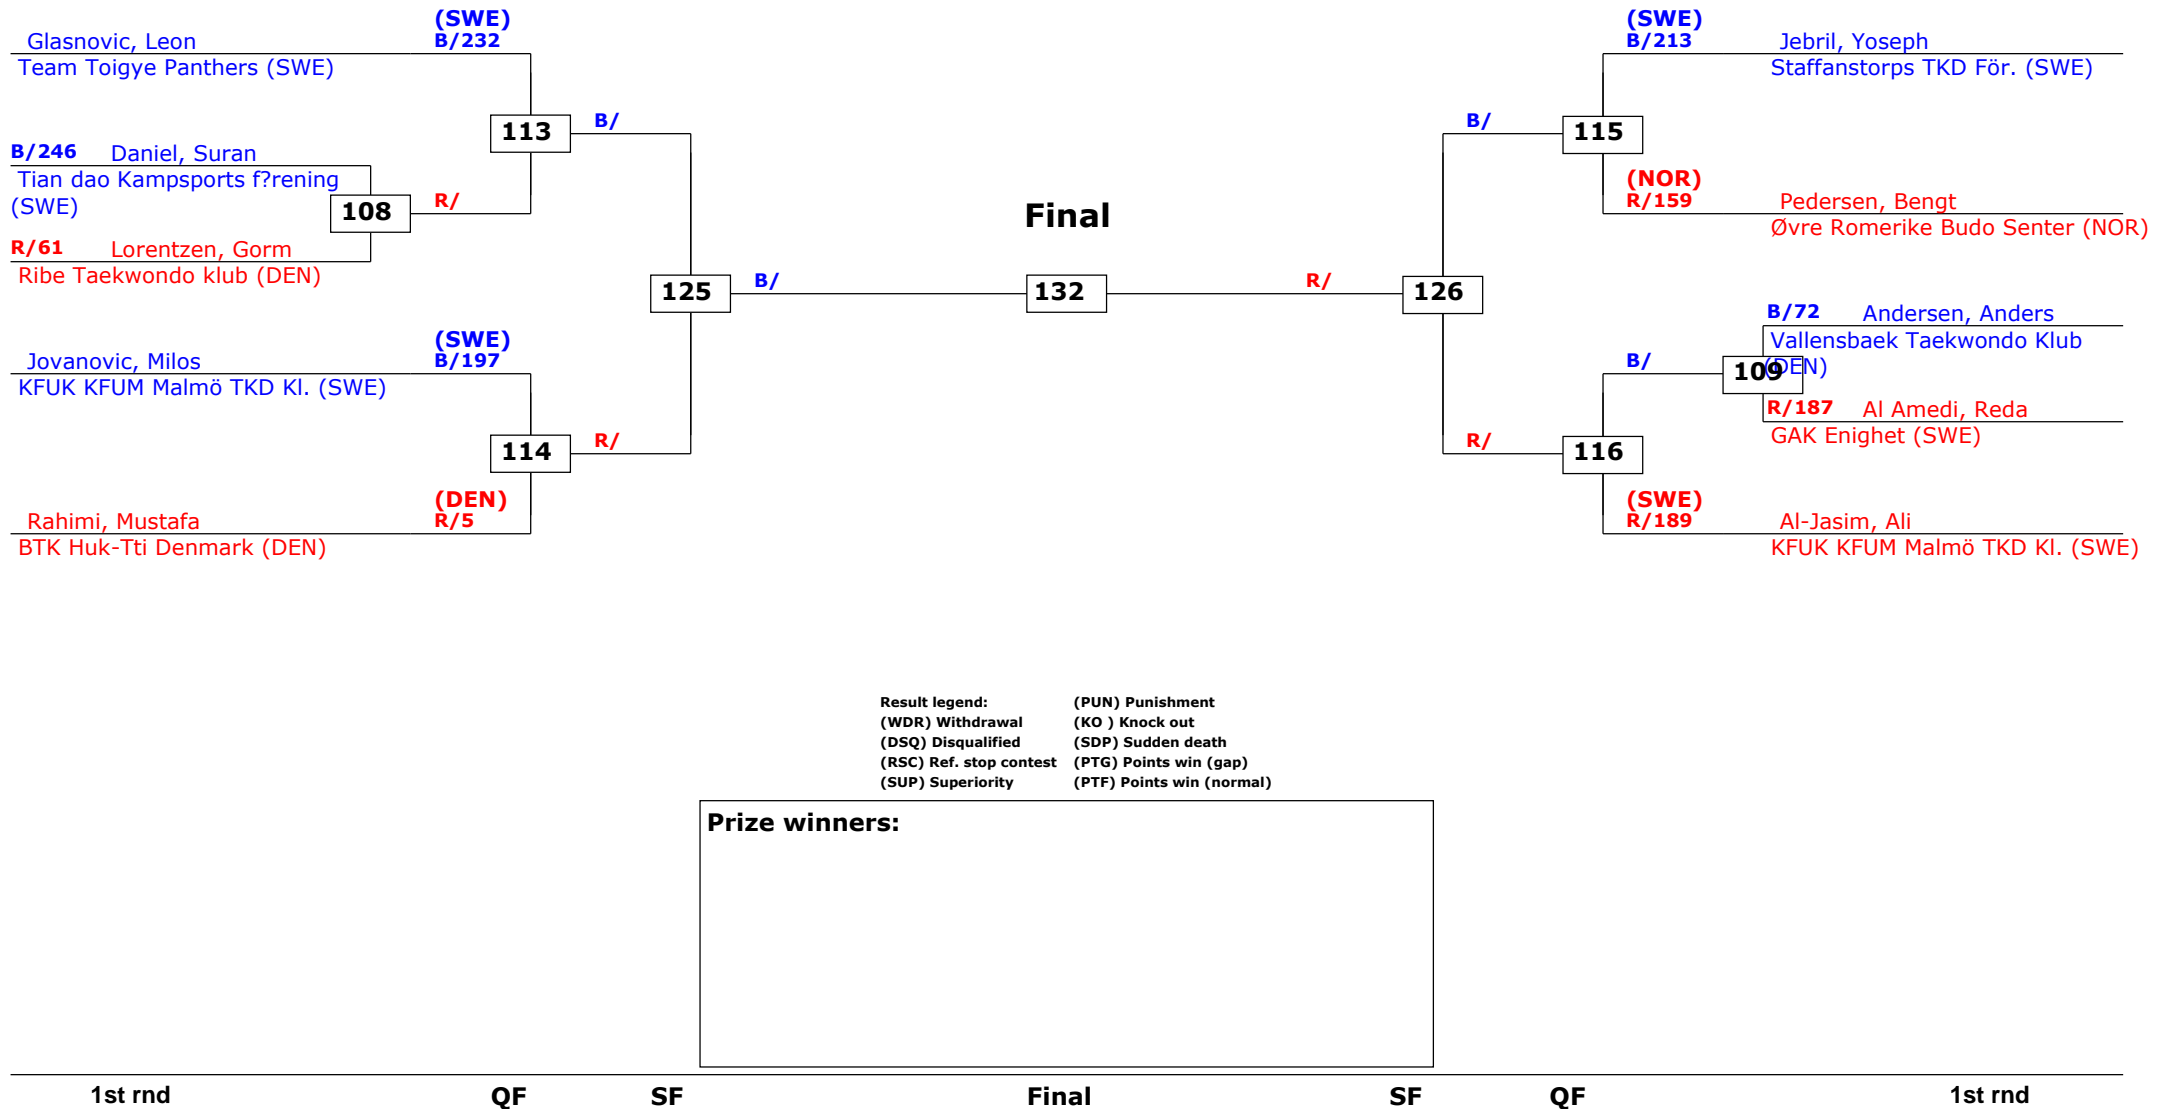 (SWE)
B/232
Glasnovic, Leon
Team Toigye Panthers (SWE)
113
B/
B/246 Daniel, Suran
Tian dao Kampsports f?rening
(SWE)
108
R/
R/61 Lorentzen, Gorm
Ribe Taekwondo klub (DEN)
125
B/
(SWE)
B/197
Jovanovic, Milos
KFUK KFUM Malmö TKD Kl. (SWE)
114
R/
(DEN)
R/5
Rahimi, Mustafa
BTK Huk-Tti Denmark (DEN)
Final
132
(SWE)
B/213
Jebril, Yoseph
Staffanstorps TKD För. (SWE)
B/
115
(NOR)
R/159
Pedersen, Bengt
Øvre Romerike Budo Senter (NOR)
R/
126
B/72 Andersen, Anders
Vallensbaek Taekwondo Klub
(DEN)
B/
109
R/187 Al Amedi, Reda
GAK Enighet (SWE)
R/
116
(SWE)
R/189
Al-Jasim, Ali
KFUK KFUM Malmö TKD Kl. (SWE)
Result legend: (PUN) Punishment
(WDR) Withdrawal (KO ) Knock out
(DSQ) Disqualified (SDP) Sudden death
(RSC) Ref. stop contest (PTG) Points win (gap)
(SUP) Superiority (PTF) Points win (normal)
Prize winners:
1st rnd QF SF Final SF QF 1st rnd